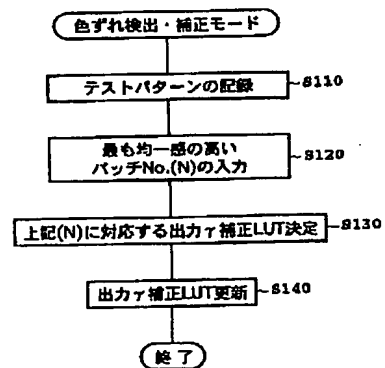 色ずれ検出・補正モード
テストパターンの記録
S110
最も均一感の高い
パッチNo.(N)の入力
S120
上記(N)に対応する出力γ補正LUT決定
S130
出力γ補正LUT更新
S140
終了